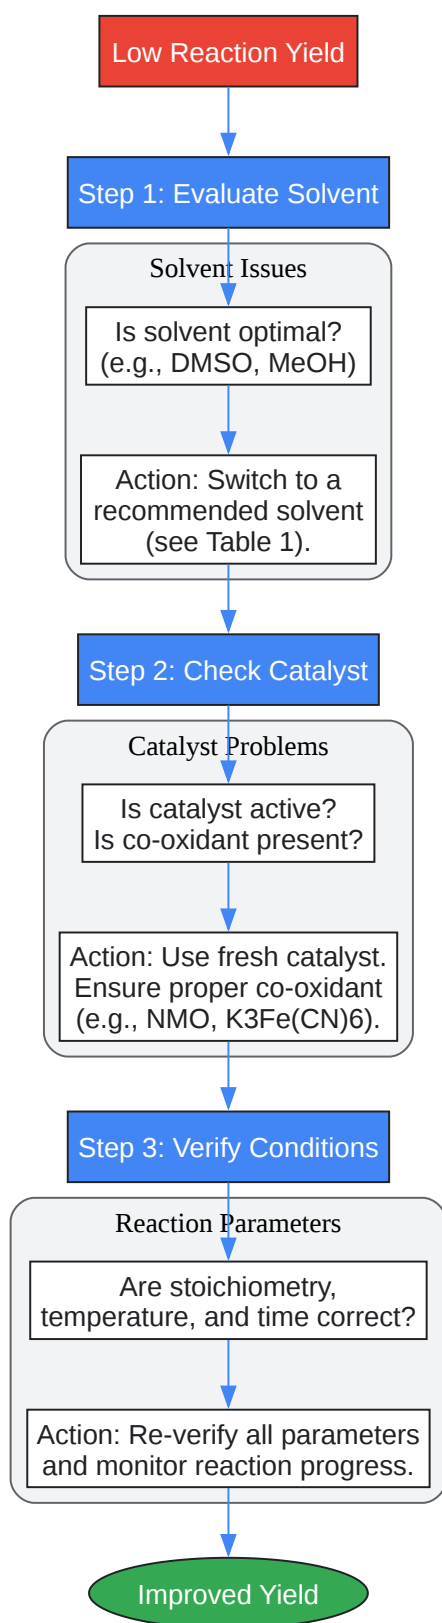 Low Reaction Yield
Step 1: Evaluate Solvent
Solvent Issues
Is solvent optimal?
(e.g., DMSO, MeOH)
Action: Switch to a
recommended solvent
(see Table 1).
Step 2: Check Catalyst
Catalyst Problems
Is catalyst active?
Is co-oxidant present?
Action: Use fresh catalyst.
Ensure proper co-oxidant
(e.g., NMO, K3Fe(CN)6).
Step 3: Verify Conditions
Reaction Parameters
Are stoichiometry,
temperature, and time correct?
Action: Re-verify all parameters
and monitor reaction progress.
Improved Yield